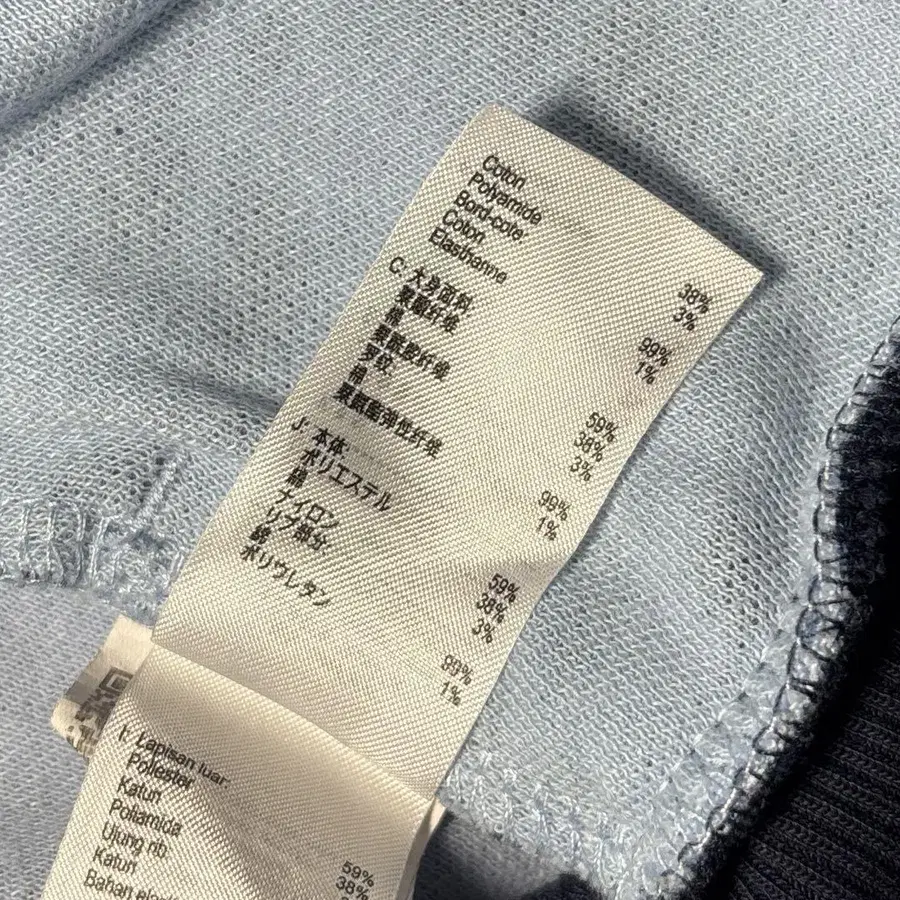 Coton 38%
Polyamide 3%
Bord-cote:
Coton 99%
Elasthanne 1%
C: 大身面料
聚酯纤维 59%
棉 38%
聚酰胺纤维 3%
罗纹
棉 99%
聚氨酯弹性纤维 1%
J: 本体
ポリエステル 59%
綿 38%
ナイロン 3%
リブ部分
綿 99%
ポリウレタン 1%
I: Lapisan luar:
Poliester 59%
Katun 38%
Poliamida
Ujung rib:
Katun
Bahan